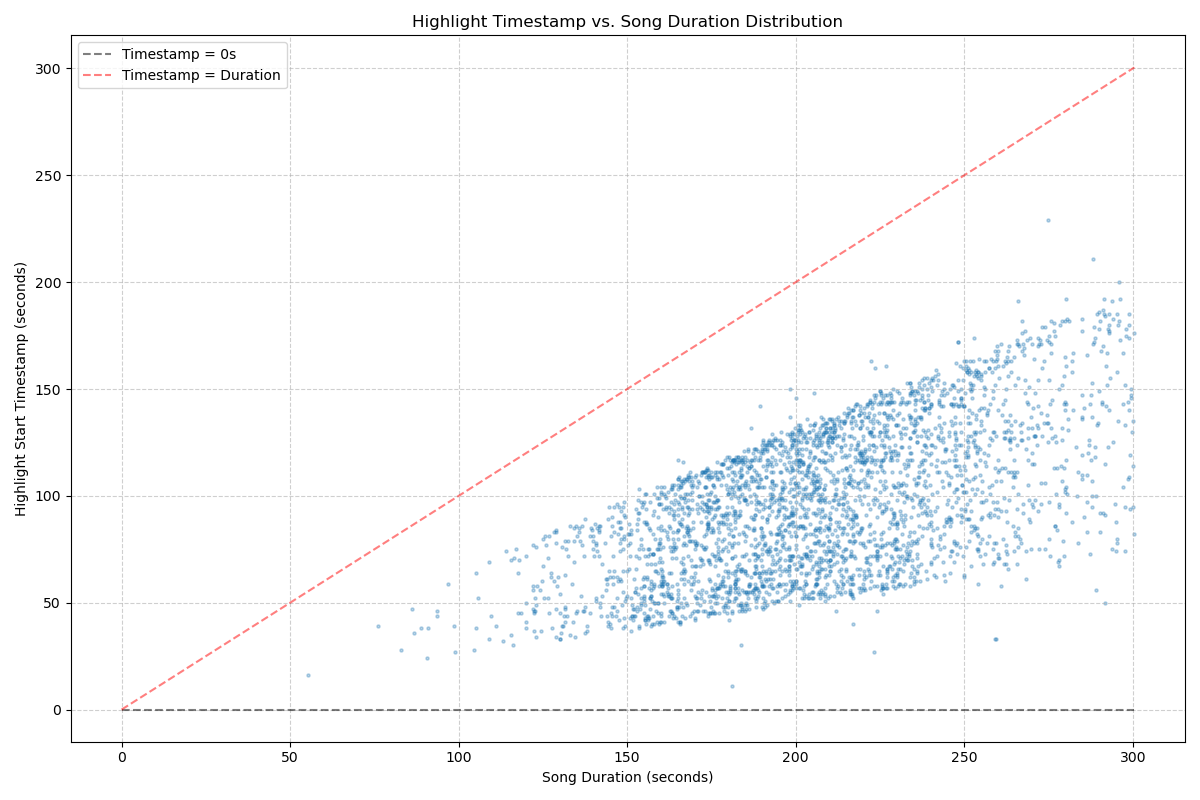 Highlight Timestamp vs. Song Duration Distribution
Timestamp = 0s
Timestamp = Duration
300
250
200
150
100
50
0
Highlight Start Timestamp (seconds)
0 50 100 150 200 250 300
Song Duration (seconds)